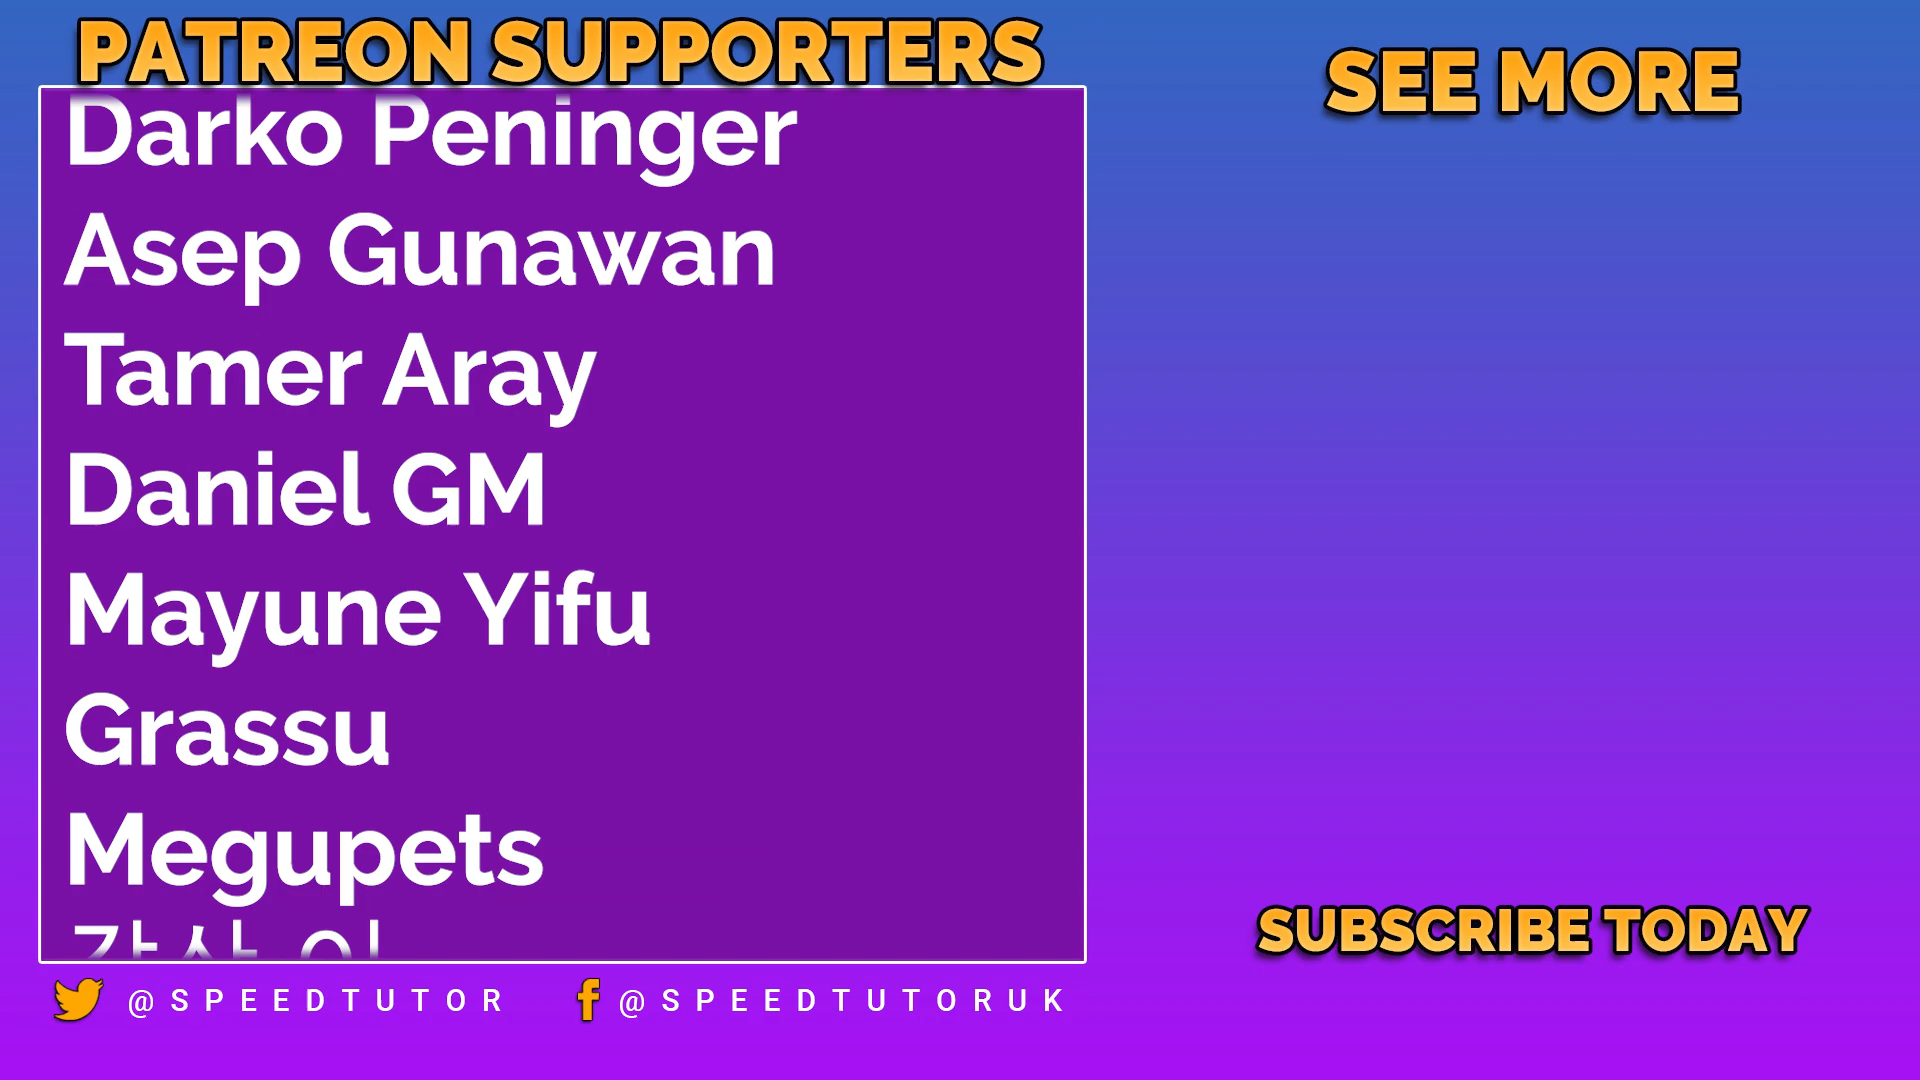 PATREON SUPPORTERS
SEE MORE
Darko Peninger
Asep Gunawan
Tamer Aray
Daniel GM
Mayune Yifu
Grassu
Megupets
SUBSCRIBE TODAY
@SPEEDTUTOR
@SPEEDTUTORUK